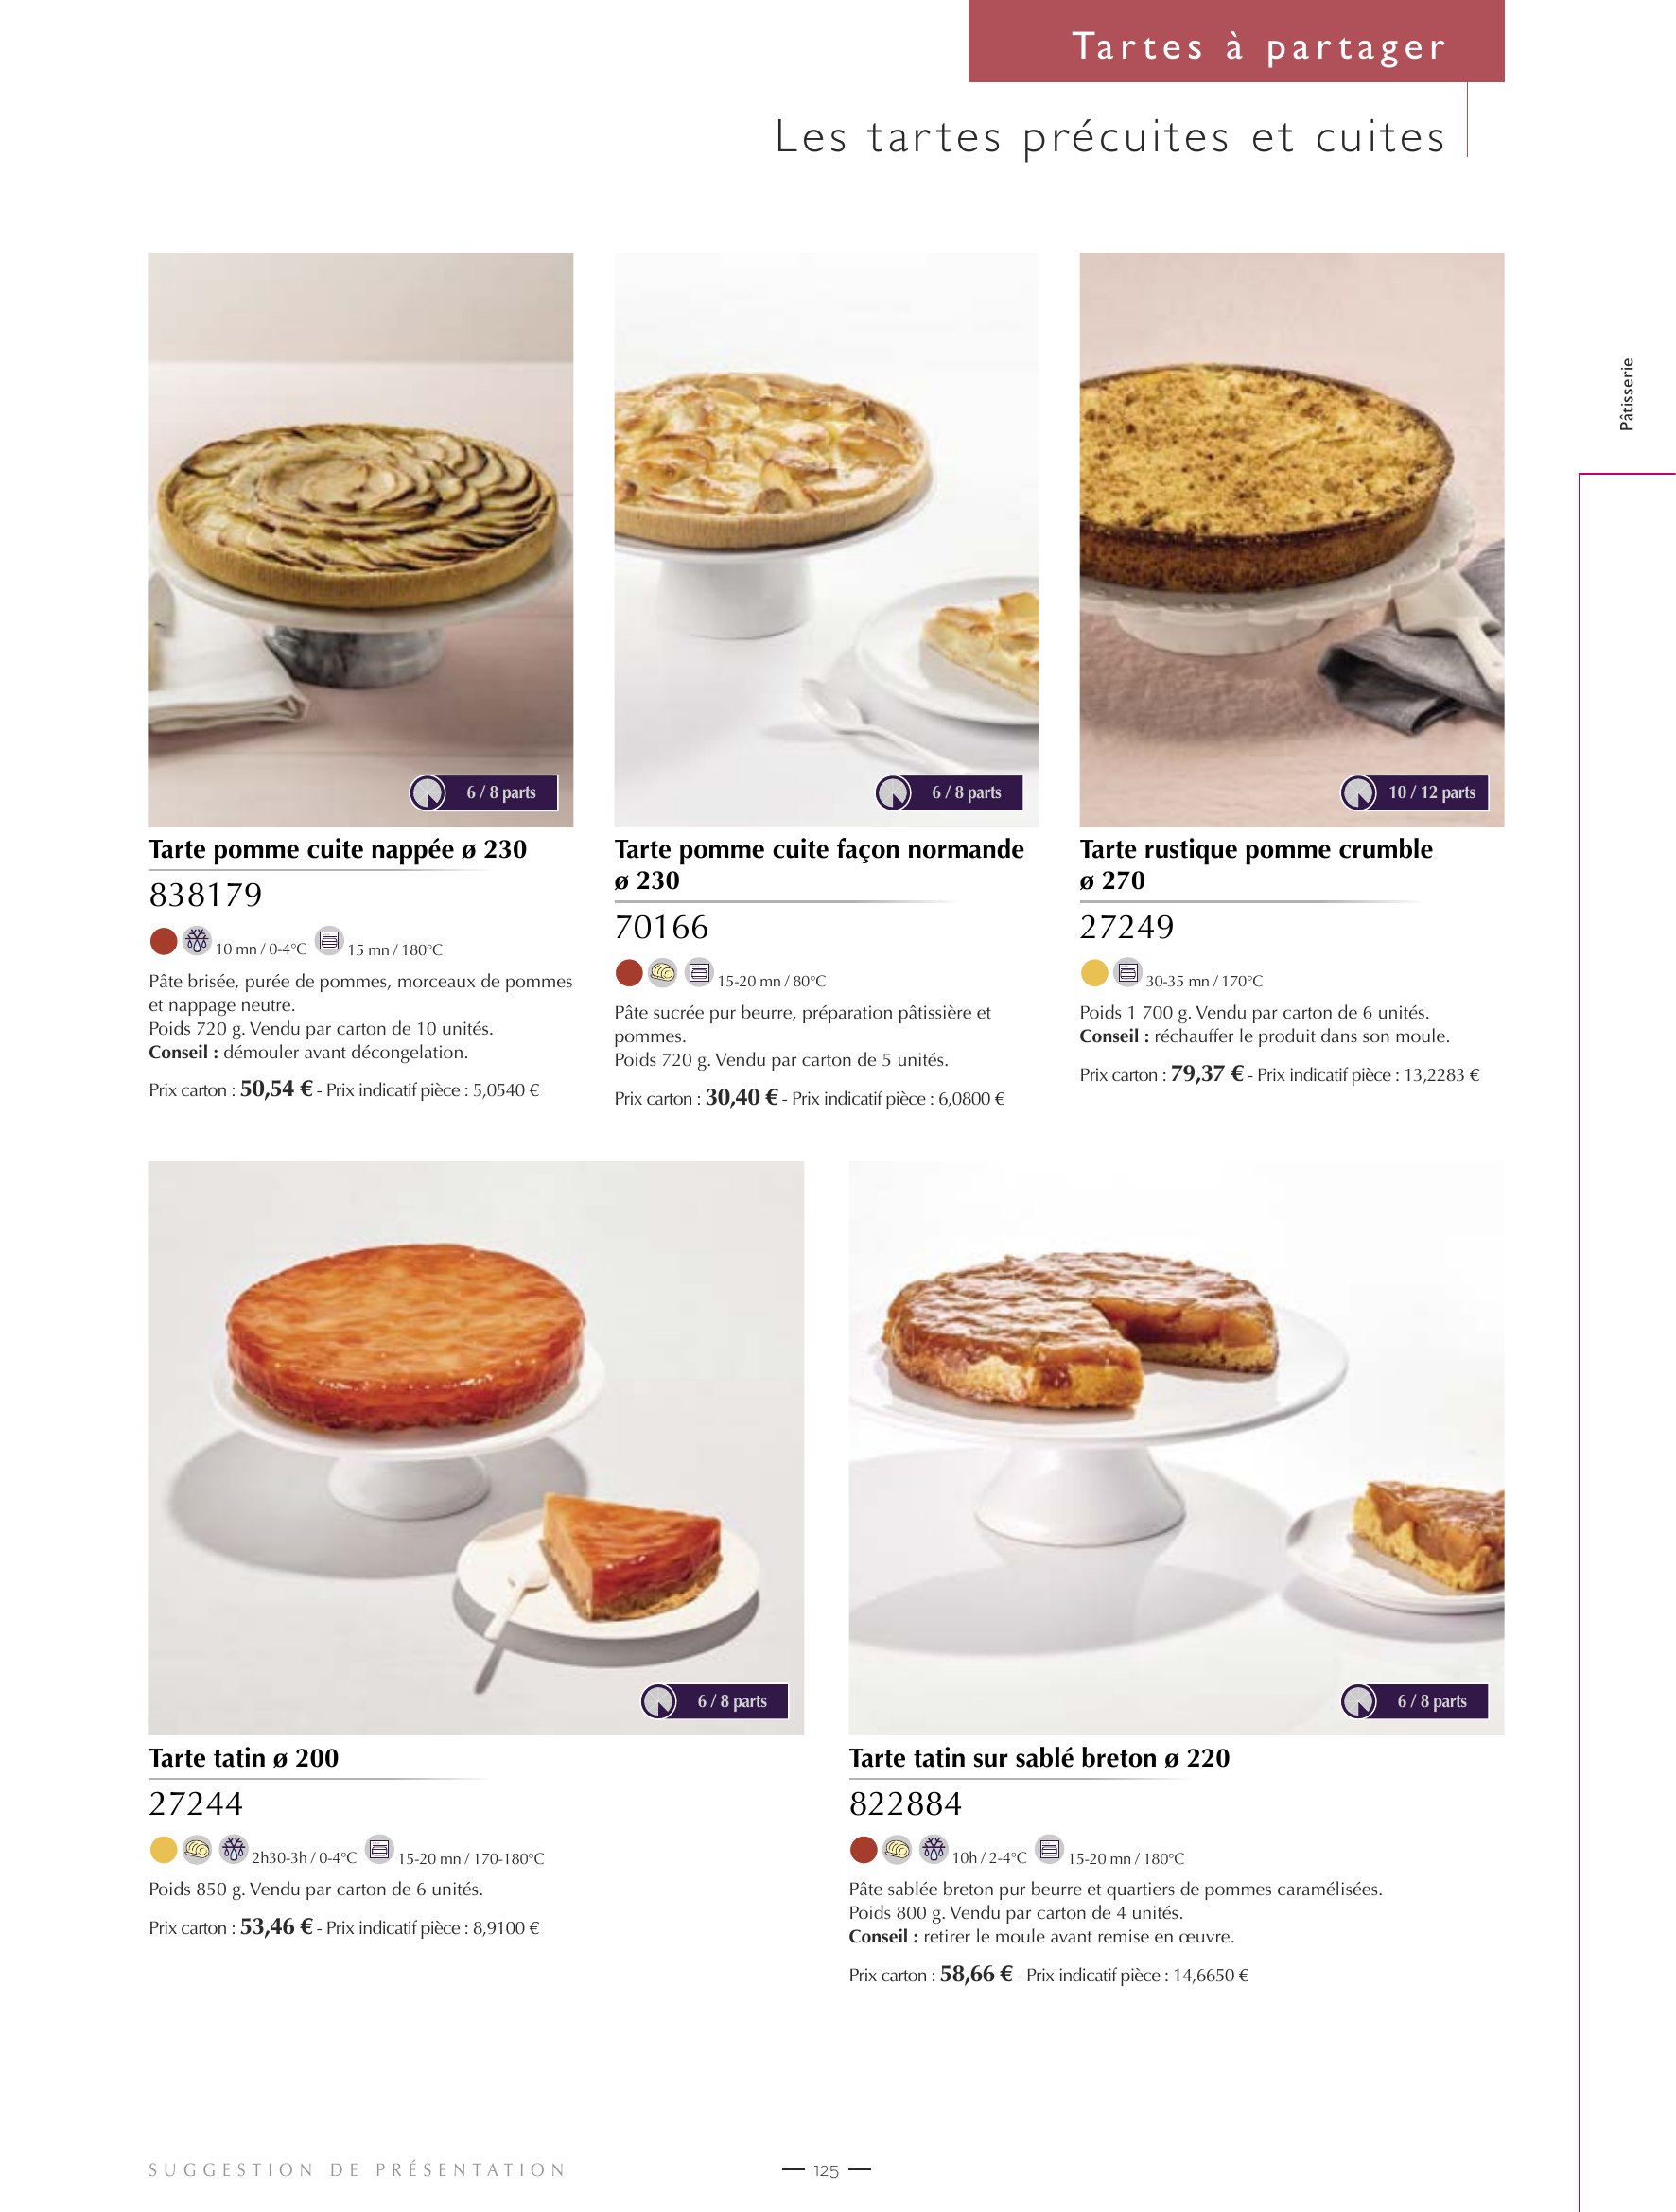 Tartes à partager
Les tartes précuites et cuites
Pâtisserie
6 / 8 parts
6 / 8 parts
10 / 12 parts
Tarte pomme cuite nappée ø 230
838179
10 mn / 0-4°C 15 mn / 180°C
Pâte brisée, purée de pommes, morceaux de pommes
et nappage neutre.
Poids 720 g. Vendu par carton de 10 unités.
Conseil : démouler avant décongelation.
Prix carton : 50,54 € - Prix indicatif pièce : 5,0540 €
Tarte pomme cuite façon normande
ø 230
70166
15-20 mn / 80°C
Pâte sucrée pur beurre, préparation pâtissière et
pommes.
Poids 720 g. Vendu par carton de 5 unités.
Prix carton : 30,40 € - Prix indicatif pièce : 6,0800 €
Tarte rustique pomme crumble
ø 270
27249
30-35 mn / 170°C
Poids 1 700 g. Vendu par carton de 6 unités.
Conseil : réchauffer le produit dans son moule.
Prix carton : 79,37 € - Prix indicatif pièce : 13,2283 €
6 / 8 parts
6 / 8 parts
Tarte tatin ø 200
27244
2h30-3h / 0-4°C 15-20 mn / 170-180°C
Poids 850 g. Vendu par carton de 6 unités.
Prix carton : 53,46 € - Prix indicatif pièce : 8,9100 €
Tarte tatin sur sablé breton ø 220
822884
10h / 2-4°C 15-20 mn / 180°C
Pâte sablée breton pur beurre et quartiers de pommes caramélisées.
Poids 800 g. Vendu par carton de 4 unités.
Conseil : retirer le moule avant remise en œuvre.
Prix carton : 58,66 € - Prix indicatif pièce : 14,6650 €
SUGGESTION DE PRÉSENTATION
— 125 —